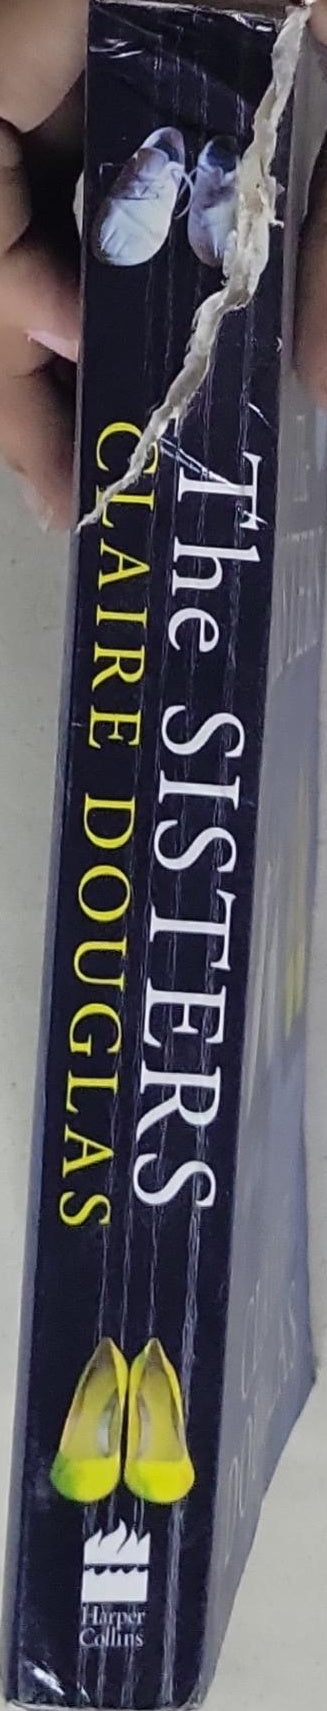 The SISTERS
CLAIRE DOUGLAS
Harper
Collins